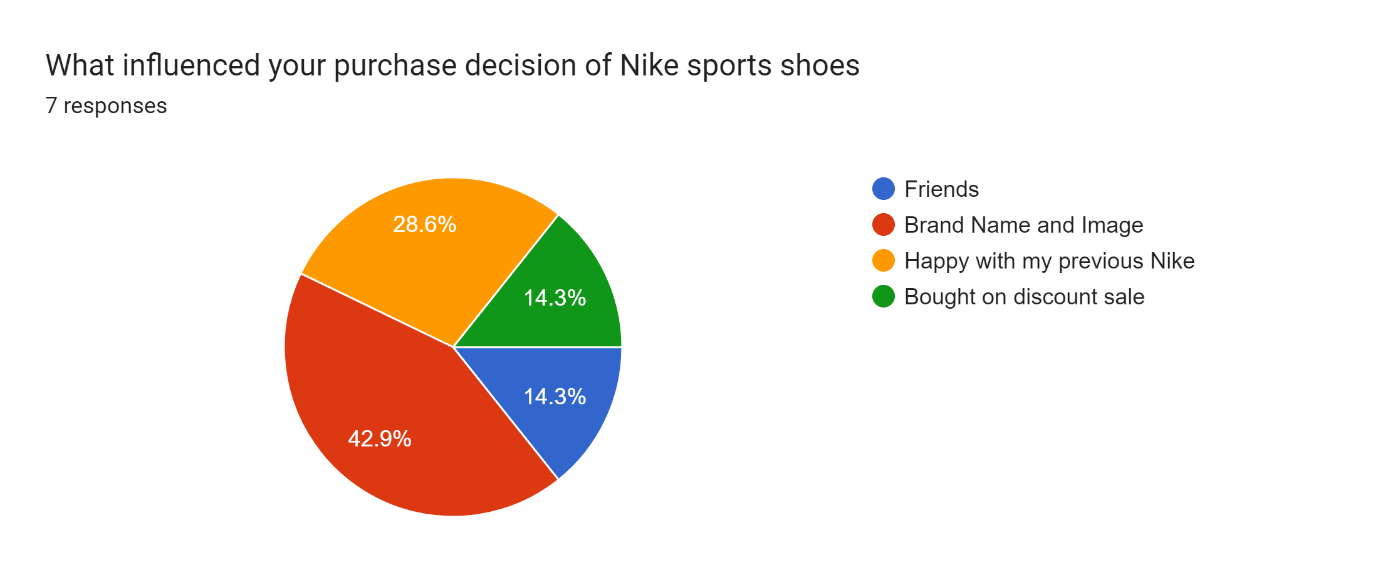 What influenced your purchase decision of Nike sports shoes
7 responses
28.6%
14.3%
14.3%
42.9%
Friends
Brand Name and Image
Happy with my previous Nike
Bought on discount sale